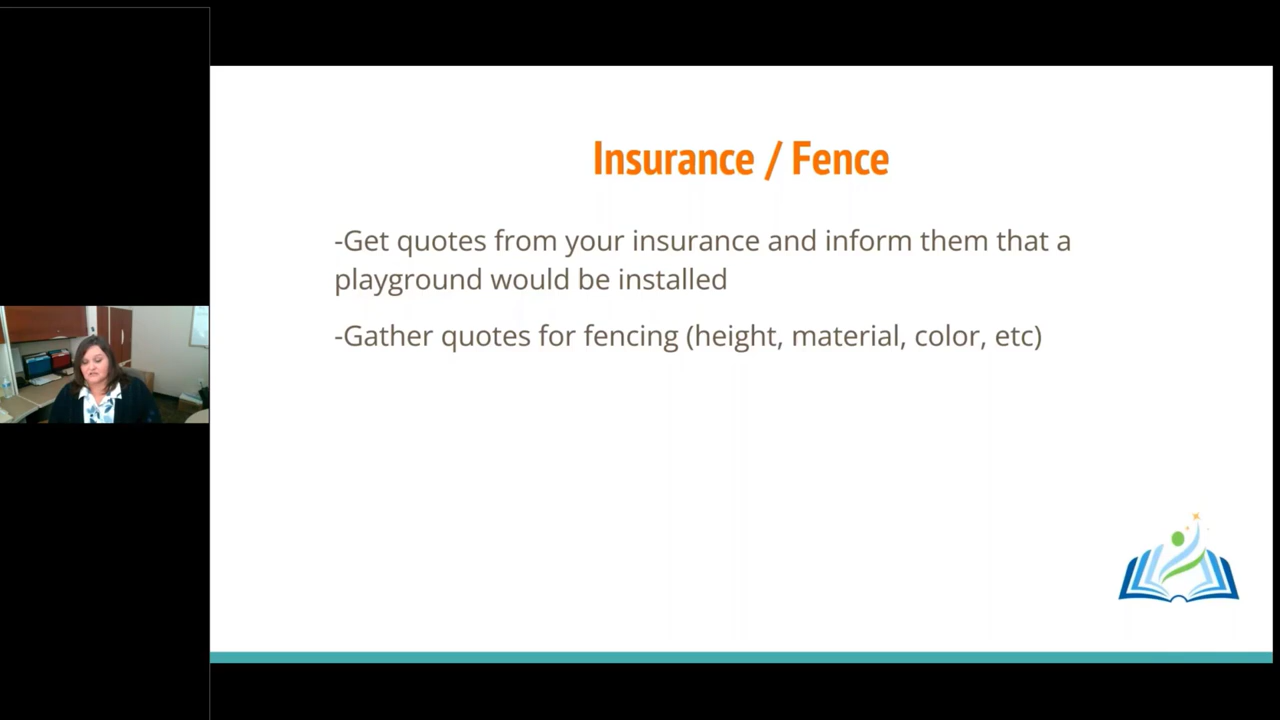 Insurance / Fence
-Get quotes from your insurance and inform them that a
playground would be installed
-Gather quotes for fencing (height, material, color, etc)